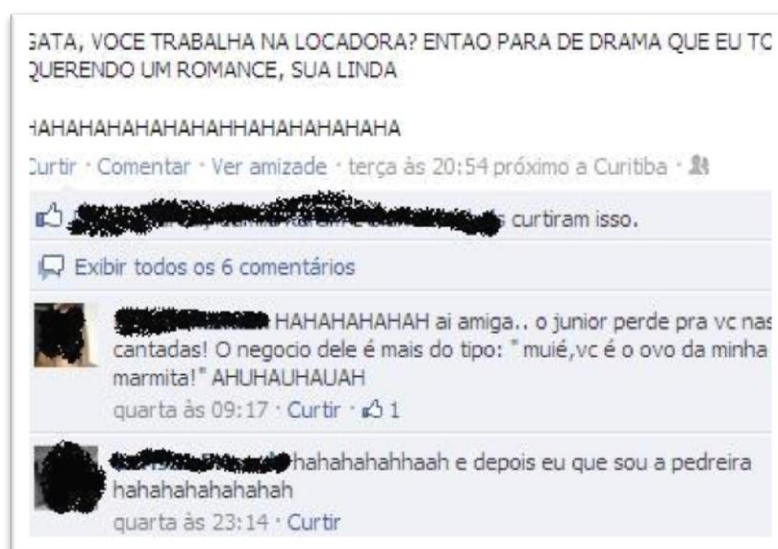 GATA, VOCE TRABALHA NA LOCADORA? ENTAO PARA DE DRAMA QUE EU TO
QUERENDO UM ROMANCE, SUA LINDA
HAHAHAHAHAHAHAHHAHAHAHAHAHA
Curtir · Comentar · Ver amizade · terça às 20:54 próximo a Curitiba ·
curtiram isso.
Exibir todos os 6 comentários
HAHAHAHAHAH ai amiga.. o junior perde pra vc nas
cantadas! O negocio dele é mais do tipo: " muié,vc é o ovo da minha
marmita!" AHUHAUHAUAH
quarta às 09:17 · Curtir · 1
hahahahahhaah e depois eu que sou a pedreira
hahahahahahahah
quarta às 23:14 · Curtir